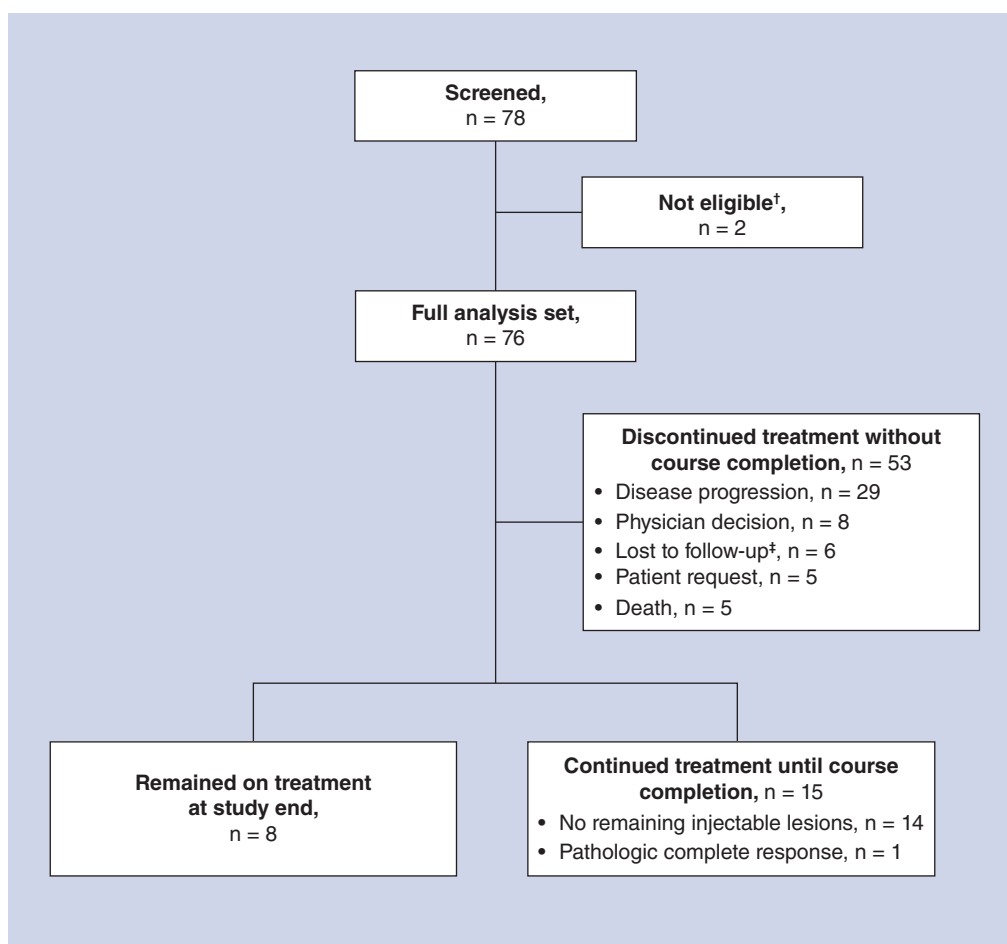 Screened,
n = 78
Not eligible†,
n = 2
Full analysis set,
n = 76
Discontinued treatment without
course completion, n = 53
• Disease progression, n = 29
• Physician decision, n = 8
• Lost to follow-up‡, n = 6
• Patient request, n = 5
• Death, n = 5
Remained on treatment
at study end,
n = 8
Continued treatment until course
completion, n = 15
• No remaining injectable lesions, n = 14
• Pathologic complete response, n = 1